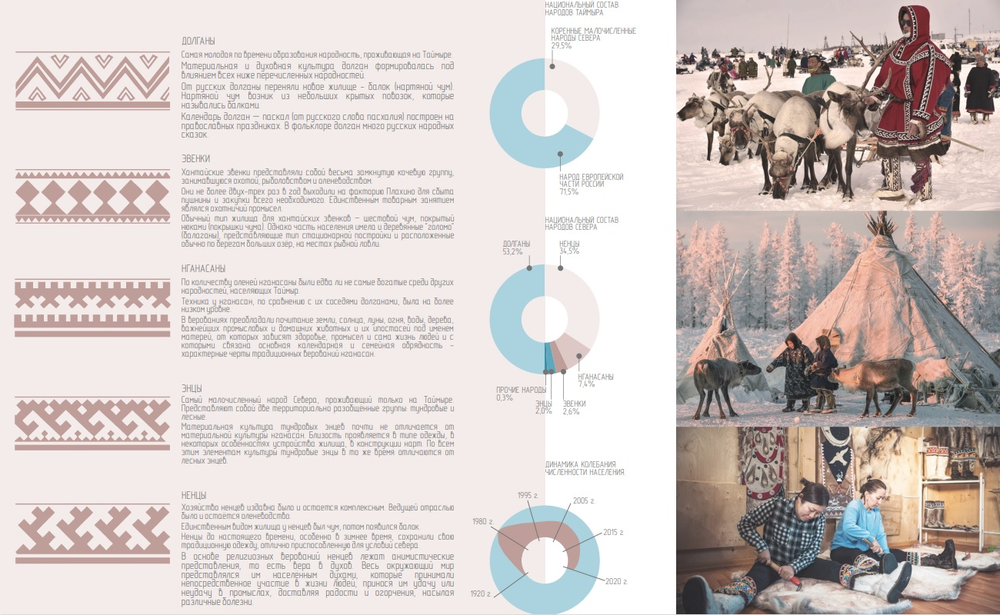 ДОЛГАНЫ
Самая молодая по времени образования народность, проживающая на Таймыре.
Материальная и духовная культура долган формировалась под
влиянием всех ниже перечисленных народностей.
От русских долганы переняли новое жилище - балок (нартяной чум).
Нартяной чум возник из небольших крытых повозок, которые
назывались балками.
Календарь долган — паскал (от русского слова пасхалия) построен на
православных праздниках. В фольклоре долган много русских народных
сказок.
ЭВЕНКИ
Хантайские эвенки представляли собой весьма замкнутую кочевую группу,
занимавшуюся охотой, рыболовством и оленеводством.
Они не более двух-трех раз в год выходили на факторию Плахино для сбыта
пушнины и закупки всего необходимого. Единственным товарным занятием
являлся охотничий промысел.
Обычный тип жилища для хантайских эвенков — шестовой чум, покрытый
нюками (покрышки чума). Однако часть населения имела и деревянные "голомо"
(балаганы), представляющие тип стационарной постройки и расположенные
обычно по берегам больших озёр, на местах рыбной ловли.
НГАНАСАНЫ
По количеству оленей нганасаны были едва ли не самые богатые среди других
народностей, населяющих Таймыр.
Техника у нганасан, по сравнению с их соседями долганами, была на более
низком уровне.
В верованиях преобладали почитание земли, солнца, луны, огня, воды, дерева,
важнейших промысловых и домашних животных и их ипостасей под именем
матерей, от которых зависят здоровье, промысел и сама жизнь людей и с
которыми связана основная календарная и семейная обрядность -
характерные черты традиционных верований нганасан.
ЭНЦЫ
Самый малочисленный народ Севера, проживающий только на Таймыре.
Представляют собой две территориально разобщенные группы: тундровые и
лесные.
Материальная культура тундровых энцев почти не отличается от
материальной культуры нганасан. Близость проявляется в типе одежды, в
некоторых особенностях устройства жилища, в конструкции нарт. По всем
этим элементам культуры тундровые энцы в то же время отличаются от
лесных энцев.
НЕНЦЫ
Хозяйство ненцев издавна было и остается комплексным. Ведущей отраслью
было и остаётся оленеводство.
Единственным видом жилища у ненцев был чум, потом появился балок.
Ненцы до настоящего времени, особенно в зимнее время, сохранили свою
традиционную одежду, отлично приспособленную для условий севера.
В основе религиозных верований ненцев лежат анимистические
представления, то есть вера в духов. Весь окружающий мир
представлялся им населенным духами, которые принимали
непосредственное участие в жизни людей, принося им удачу или
неудачу в промыслах, доставляя радости и огорчения, насылая
различные болезни.
НАЦИОНАЛЬНЫЙ СОСТАВ
НАРОДОВ ТАЙМЫРА
КОРЕННЫЕ МАЛОЧИСЛЕННЫЕ
НАРОДЫ СЕВЕРА
29,5%
НАРОД ЕВРОПЕЙСКОЙ
ЧАСТИ РОССИИ
71,5%
НАЦИОНАЛЬНЫЙ СОСТАВ
НАРОДОВ СЕВЕРА
ДОЛГАНЫ
53,2%
НЕНЦЫ
34,5%
НГАНАСАНЫ
7,4%
ПРОЧИЕ НАРОДЫ
0,3%
ЭНЦЫ
2,0%
ЭВЕНКИ
2,6%
ДИНАМИКА КОЛЕБАНИЯ
ЧИСЛЕННОСТИ НАСЕЛЕНИЯ.
1995 г.
2005 г.
1980 г.
2015 г.
2020 г.
1920 г.